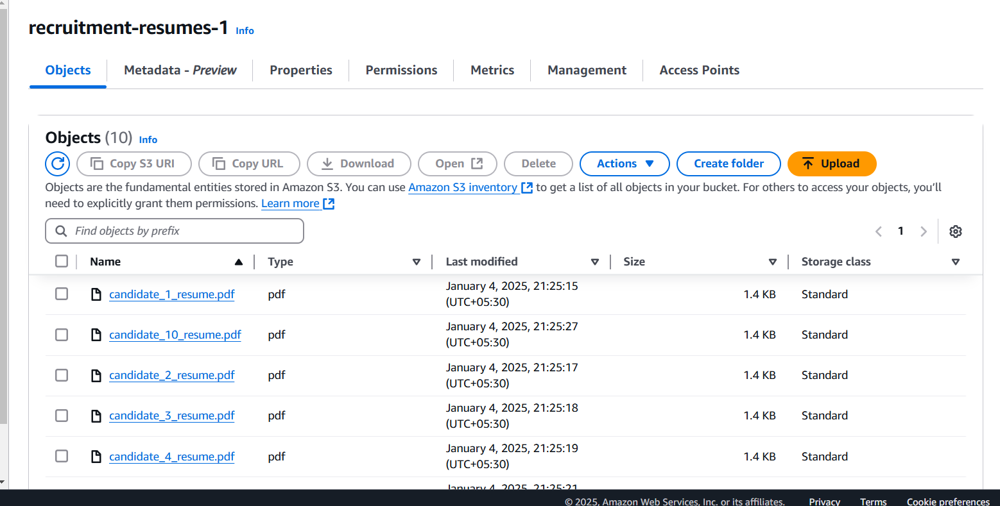 recruitment-resumes-1 Info
Objects Metadata - Preview Properties Permissions Metrics Management Access Points
Objects (10) Info
Copy S3 URI Copy URL Download Open Delete Actions Create folder Upload
Objects are the fundamental entities stored in Amazon S3. You can use Amazon S3 inventory to get a list of all objects in your bucket. For others to access your objects, you’ll
need to explicitly grant them permissions. Learn more
Find objects by prefix
1
Name Type Last modified Size Storage class
candidate_1_resume.pdf pdf January 4, 2025, 21:25:15 (UTC+05:30) 1.4 KB Standard
candidate_10_resume.pdf pdf January 4, 2025, 21:25:27 (UTC+05:30) 1.4 KB Standard
candidate_2_resume.pdf pdf January 4, 2025, 21:25:17 (UTC+05:30) 1.4 KB Standard
candidate_3_resume.pdf pdf January 4, 2025, 21:25:18 (UTC+05:30) 1.4 KB Standard
candidate_4_resume.pdf pdf January 4, 2025, 21:25:19 (UTC+05:30) 1.4 KB Standard
January 4, 2025, 21:25:21
© 2025, Amazon Web Services, Inc. or its affiliates. Privacy Terms Cookie preferences